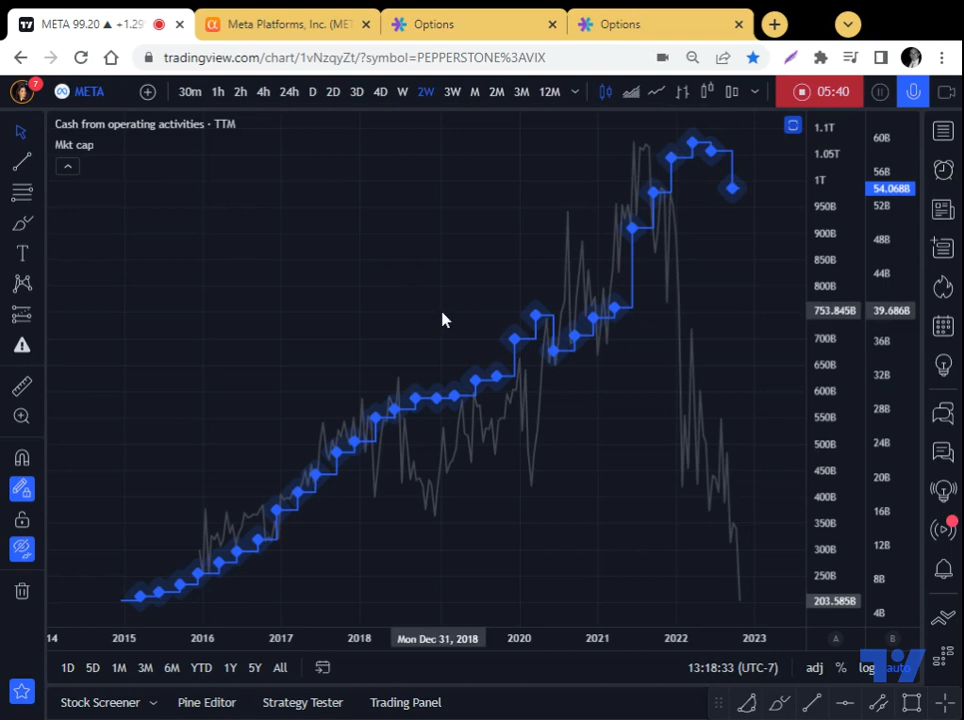 META 99.20 ▲ +1.29
Meta Platforms, Inc. (MET
Options
Options
tradingview.com/chart/1vNzqyZt/?symbol=PEPPERSTONE%3AVIX
7
META
30m 1h 2h 4h 24h D 2D 3D 4D W 2W 3W M 2M 3M 12M
05:40
Cash from operating activities · TTM
Mkt cap
1.1T
60B
1.05T
56B
1T
54.068B
950B
52B
900B
48B
850B
44B
800B
753.845B
39.686B
700B
36B
650B
32B
600B
28B
550B
24B
500B
450B
20B
400B
16B
350B
12B
300B
8B
250B
203.585B
4B
14 2015 2016 2017 2018 Mon Dec 31, 2018 2020 2021 2022 2023
A
B
1D 5D 1M 3M 6M YTD 1Y 5Y All
13:18:33 (UTC-7)
adj % log auto
Stock Screener
Pine Editor
Strategy Tester
Trading Panel